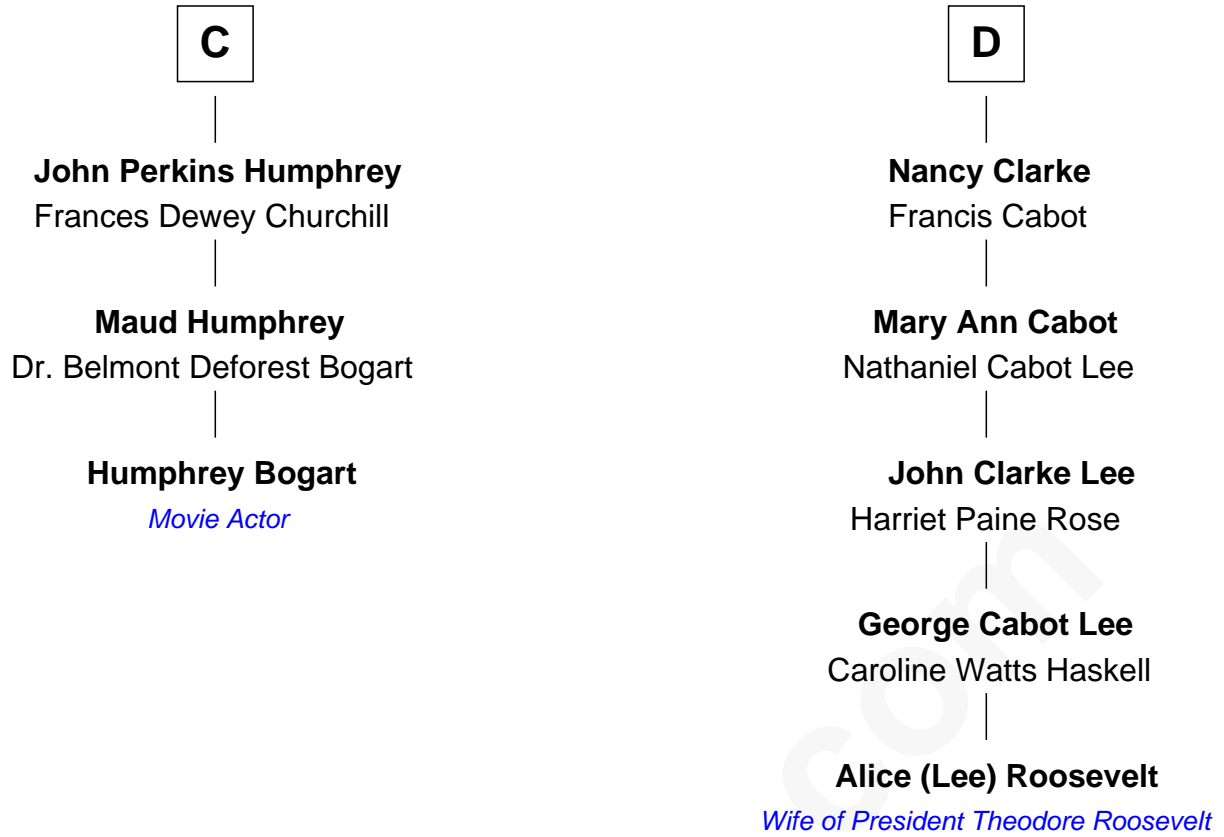 C
John Perkins Humphrey
Frances Dewey Churchill
Maud Humphrey
Dr. Belmont Deforest Bogart
Humphrey Bogart
Movie Actor
D
Nancy Clarke
Francis Cabot
Mary Ann Cabot
Nathaniel Cabot Lee
John Clarke Lee
Harriet Paine Rose
George Cabot Lee
Caroline Watts Haskell
Alice (Lee) Roosevelt
Wife of President Theodore Roosevelt
com